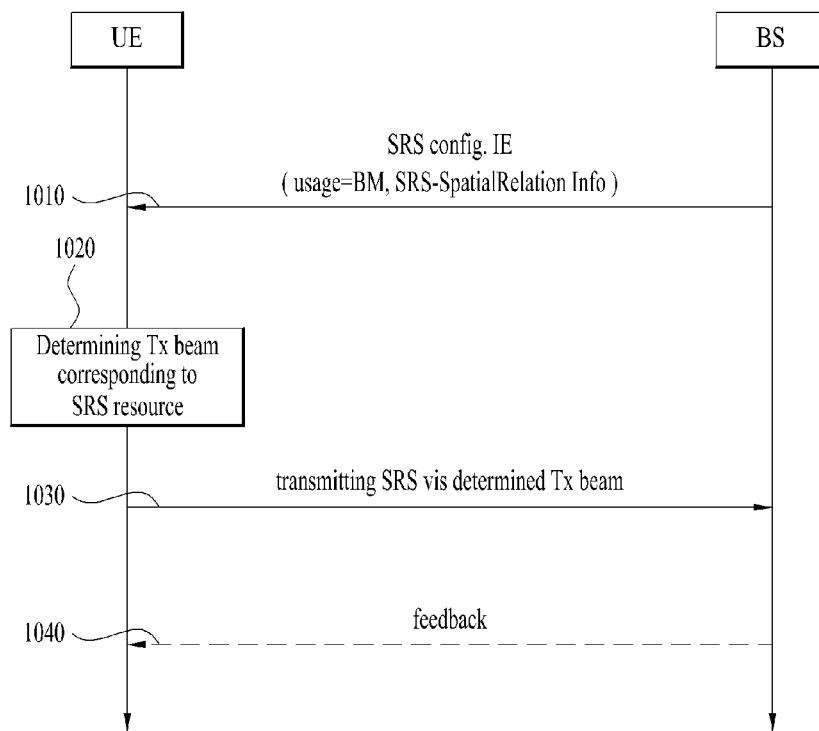 UE
BS
SRS config. IE
( usage=BM, SRS-SpatialRelation Info )
1010
1020
Determining Tx beam
corresponding to
SRS resource
1030
transmitting SRS vis determined Tx beam
1040
feedback